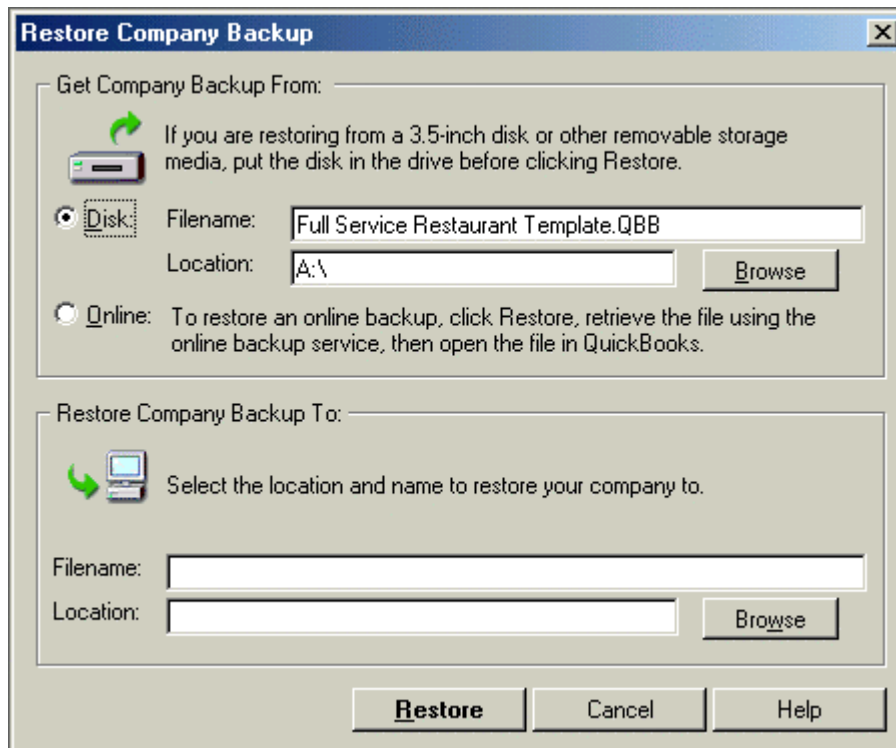 Restore Company Backup
Get Company Backup From:
If you are restoring from a 3.5-inch disk or other removable storage
media, put the disk in the drive before clicking Restore.
Disk:
Filename:
Full Service Restaurant Template.QBB
Location:
A:\
Browse
Online:
To restore an online backup, click Restore, retrieve the file using the
online backup service, then open the file in QuickBooks.
Restore Company Backup To:
Select the location and name to restore your company to.
Filename:
Location:
Browse
Restore
Cancel
Help